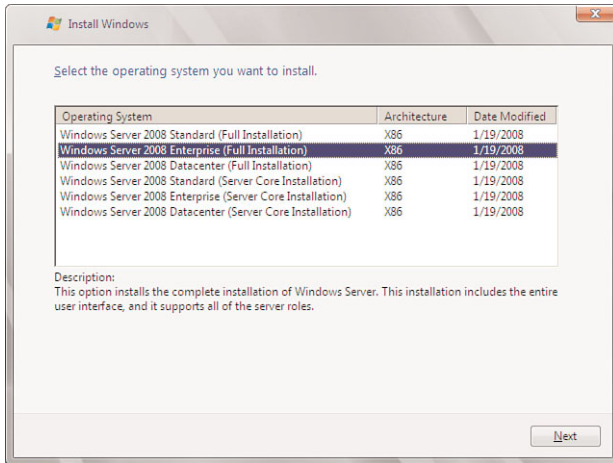 Install Windows
Select the operating system you want to install.
Operating System Architecture Date Modified
Windows Server 2008 Standard (Full Installation) X86 1/19/2008
Windows Server 2008 Enterprise (Full Installation) X86 1/19/2008
Windows Server 2008 Datacenter (Full Installation) X86 1/19/2008
Windows Server 2008 Standard (Server Core Installation) X86 1/19/2008
Windows Server 2008 Enterprise (Server Core Installation) X86 1/19/2008
Windows Server 2008 Datacenter (Server Core Installation) X86 1/19/2008
Description:
This option installs the complete installation of Windows Server. This installation includes the entire
user interface, and it supports all of the server roles.
Next